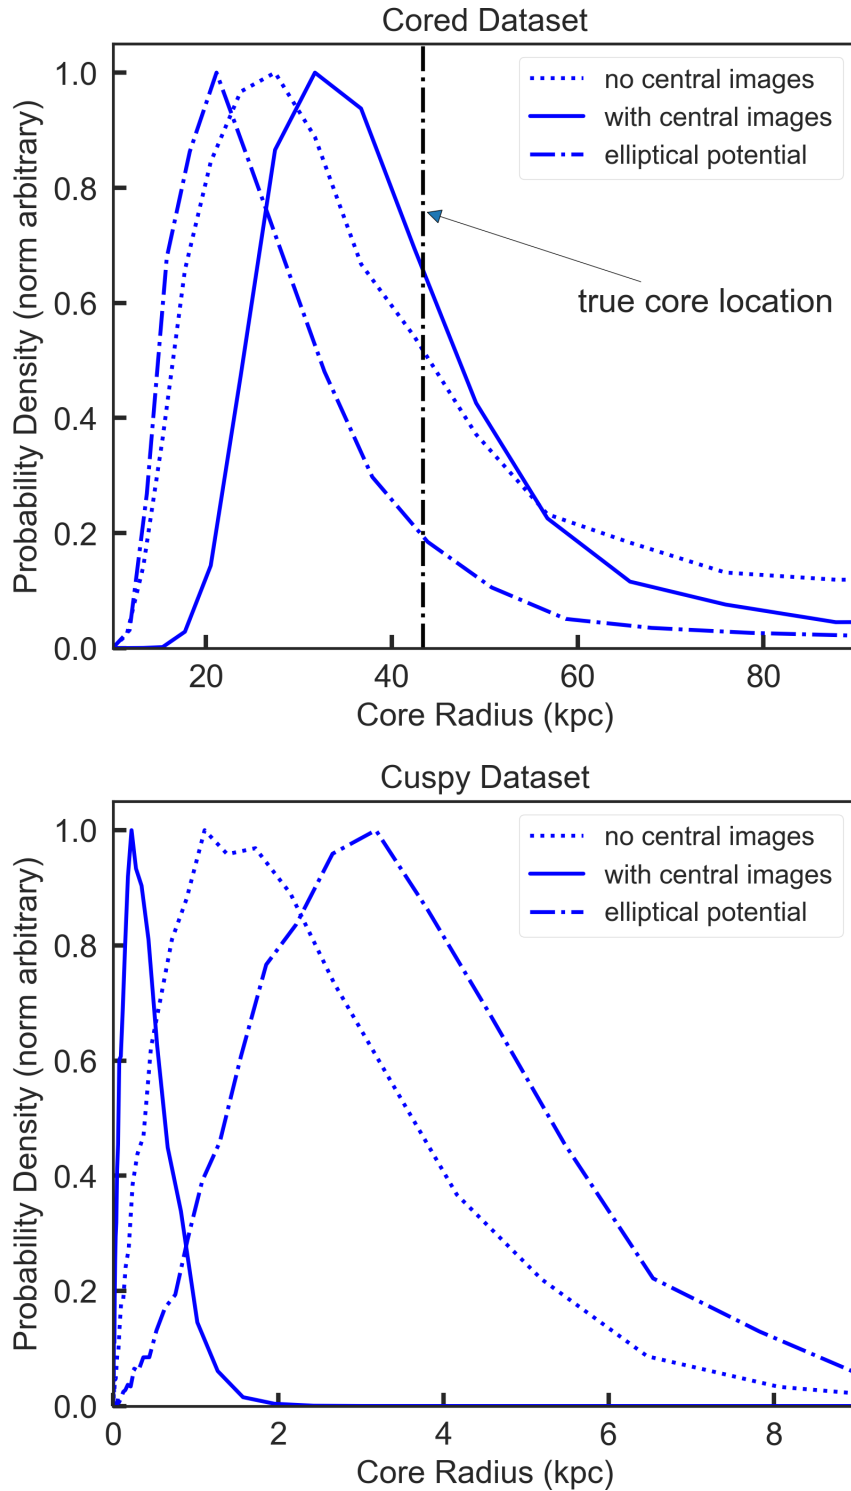 Cored Dataset
1.0
0.8
0.6
0.4
0.2
0.0
Probability Density (norm arbitrary)
no central images
with central images
elliptical potential
true core location
20
40
60
80
Core Radius (kpc)
Cuspy Dataset
1.0
0.8
0.6
0.4
0.2
0.0
Probability Density (norm arbitrary)
no central images
with central images
elliptical potential
0
2
4
6
8
Core Radius (kpc)